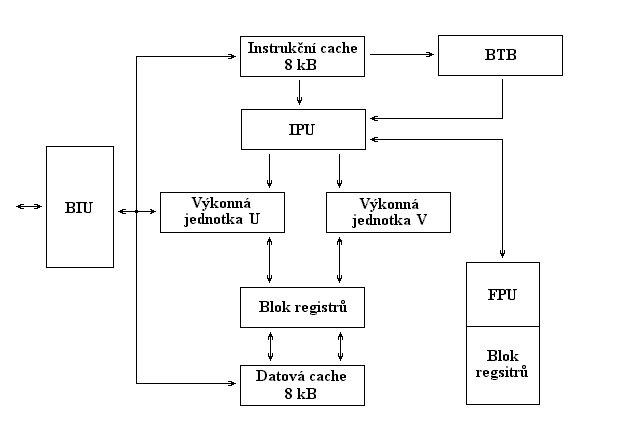 Instrukční cache
8 kB
BTB
IPU
BIU
Výkonná
jednotka U
Výkonná
jednotka V
Blok registrů
FPU
Blok
regsitrů
Datová cache
8 kB